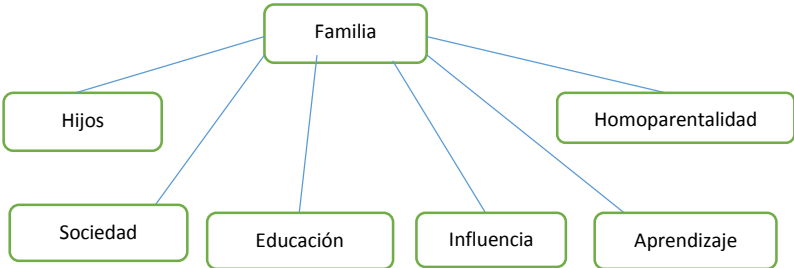 Familia
Hijos
Homoparentalidad
Sociedad
Educación
Influencia
Aprendizaje